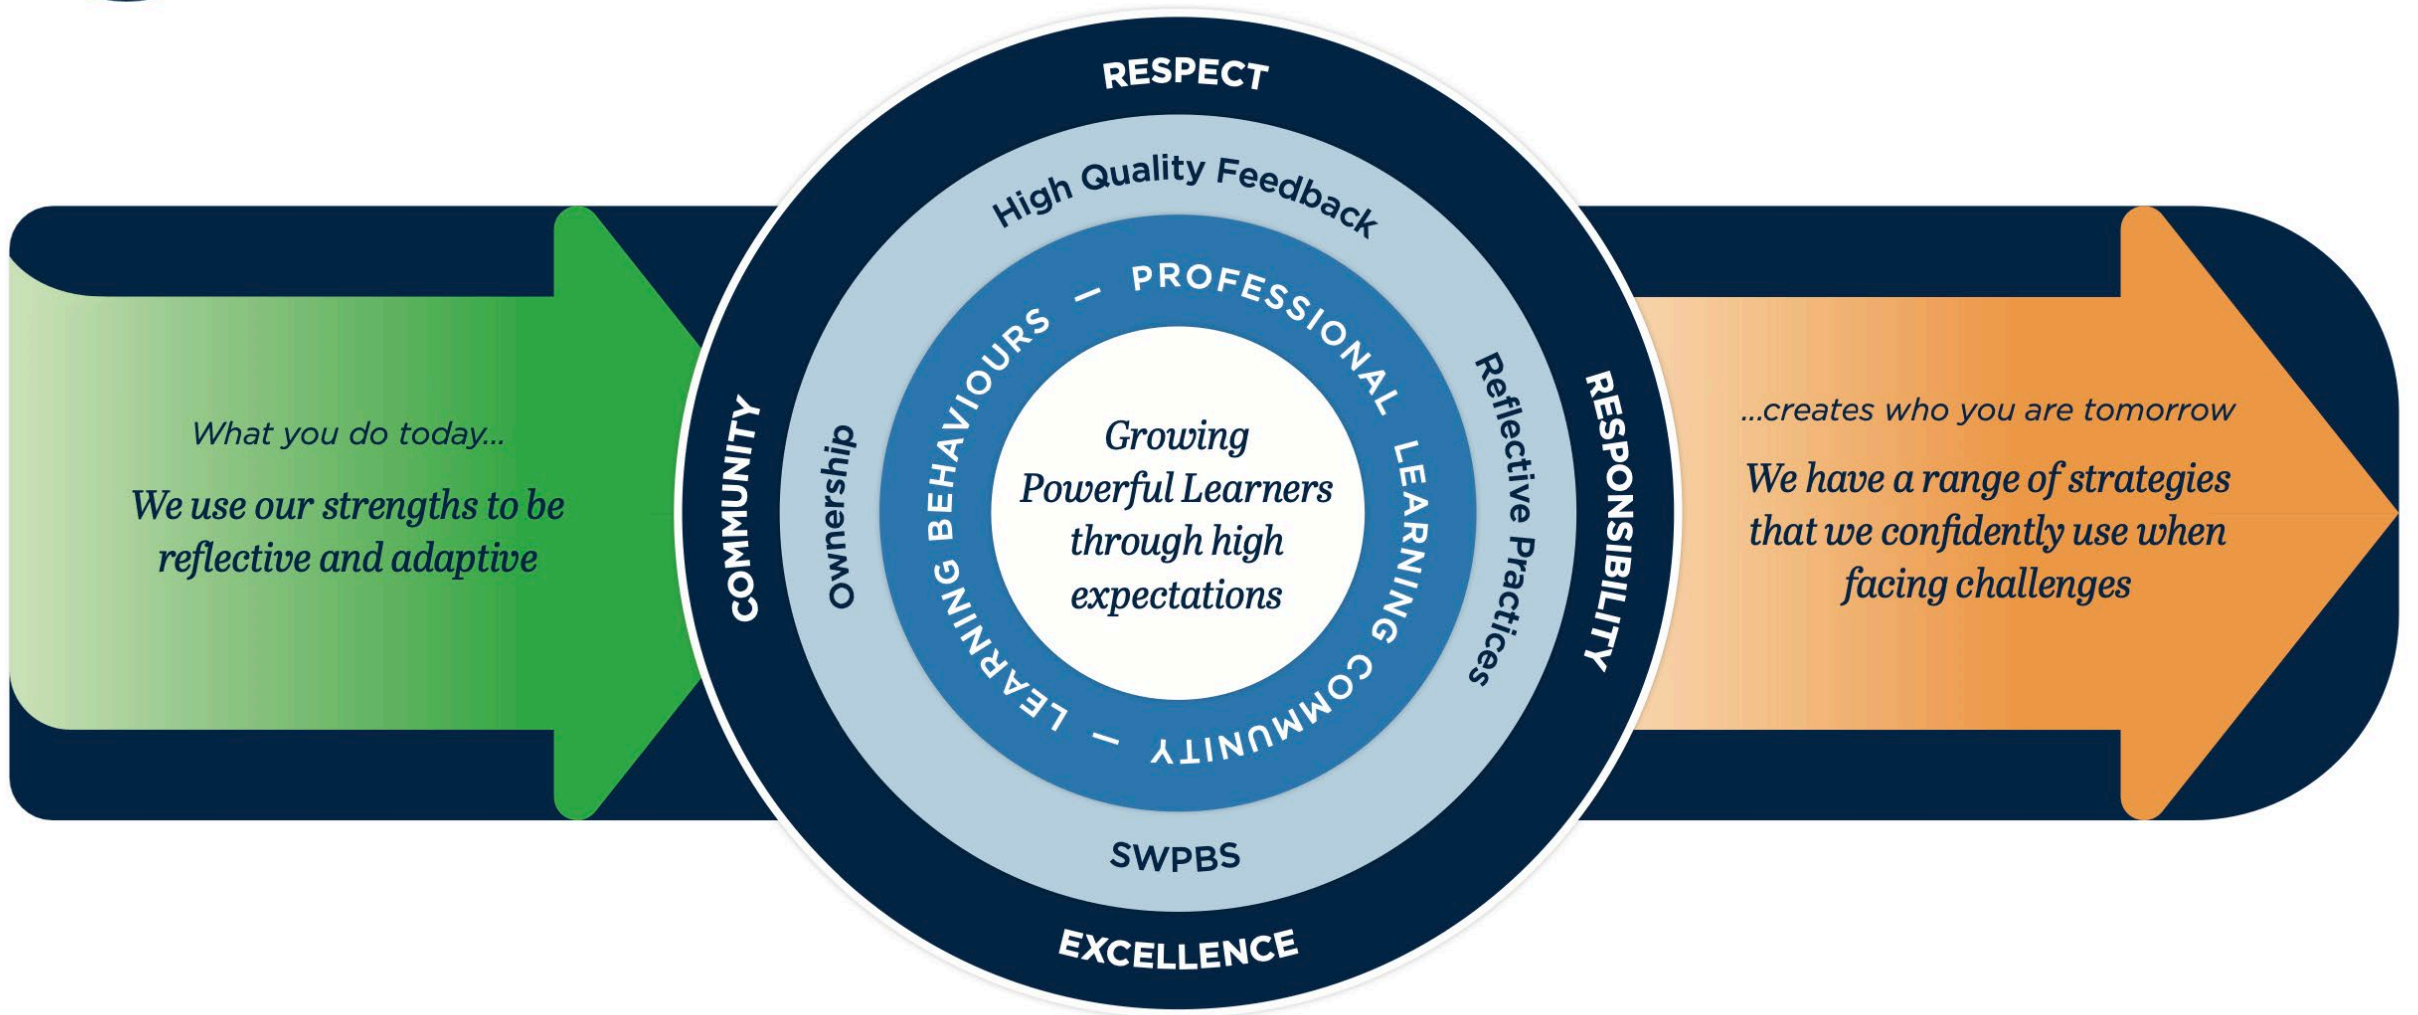 What you do today...
We use our strengths to be
reflective and adaptive
RESPECT
COMMUNITY
RESPONSIBILITY
EXCELLENCE
High Quality Feedback
Ownership
Reflective Practices
SWPBS
LEARNING BEHAVIOURS — PROFESSIONAL LEARNING COMMUNITY —
Growing
Powerful Learners
through high
expectations
...creates who you are tomorrow
We have a range of strategies
that we confidently use when
facing challenges